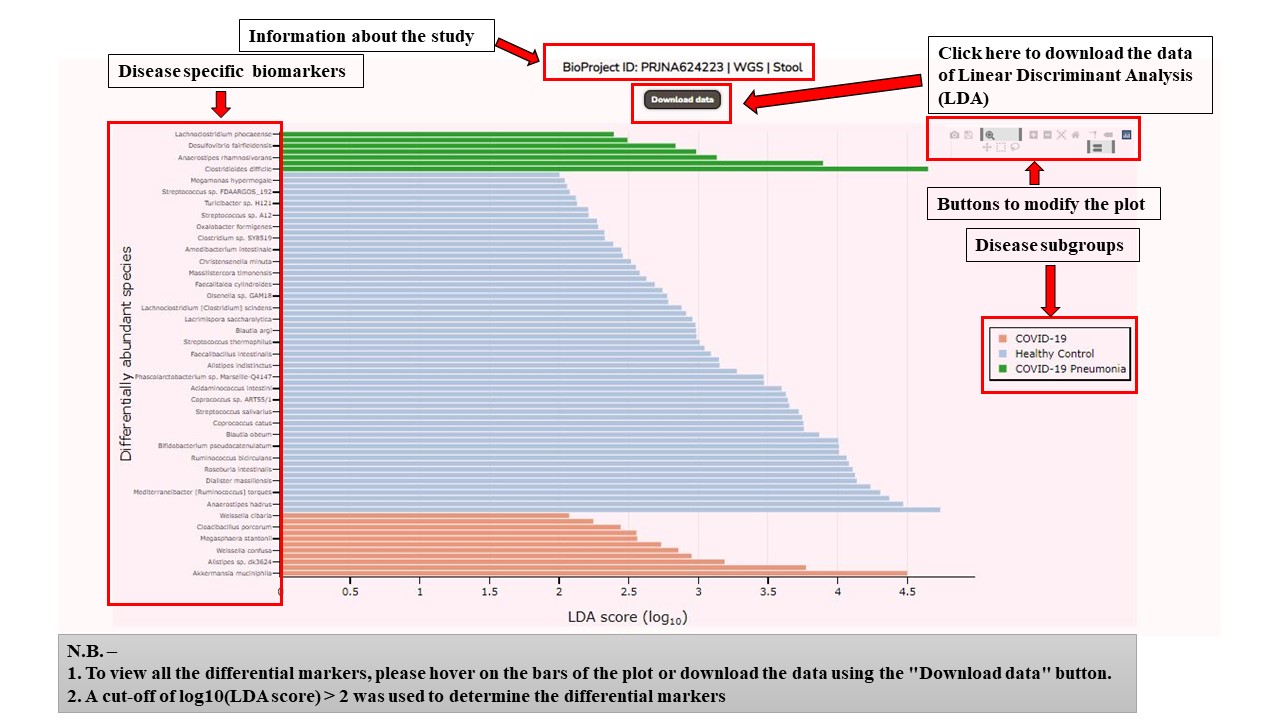 Information about the study
Disease specific biomarkers
BioProject ID: PRJNA624223 | WGS | Stool
Download data
Click here to download the data
of Linear Discriminant Analysis
(LDA)
Buttons to modify the plot
Disease subgroups
COVID-19
Healthy Control
COVID-19 Pneumonia
Differentially abundant species
Lachnoclostridium phocaeense
Desulfovibrio fairfieldensis
Anaerostipes rhamnosivorans
Clostridioides difficile
Megamonas hypermegale
Streptococcus sp. FDAARGOS_192
Turicibacter sp. H121
Streptococcus sp. A12
Oxalobacter formigenes
Clostridium sp. SY8519
Amedibacterium intestinale
Christensenella minuta
Massilistercora timonensis
Faecalitalea cylindroides
Olsenella sp. GAM18
Lachnoclostridium [Clostridium] scindens
Lacrimispora saccharolytica
Blautia argi
Streptococcus thermophilus
Faecalibacillus intestinalis
Alistipes indistinctus
Phascolarctobacterium sp. Marseille-Q4147
Acidaminococcus intestini
Coprococcus sp. ART55/1
Streptococcus salivarius
Coprococcus catus
Blautia obeum
Bifidobacterium pseudocatenulatum
Ruminococcus bicirculans
Roseburia intestinalis
Dialister massiliensis
Mediterraneibacter [Ruminococcus] torques
Anaerostipes hadrus
Weissella cibaria
Cloacibacillus porcorum
Megasphaera stantonii
Weissella confusa
Alistipes sp. dk3624
Akkermansia muciniphila
0 0.5 1 1.5 2 2.5 3 3.5 4 4.5
LDA score (log10)
N.B. –
1. To view all the differential markers, please hover on the bars of the plot or download the data using the "Download data" button.
2. A cut-off of log10(LDA score) > 2 was used to determine the differential markers